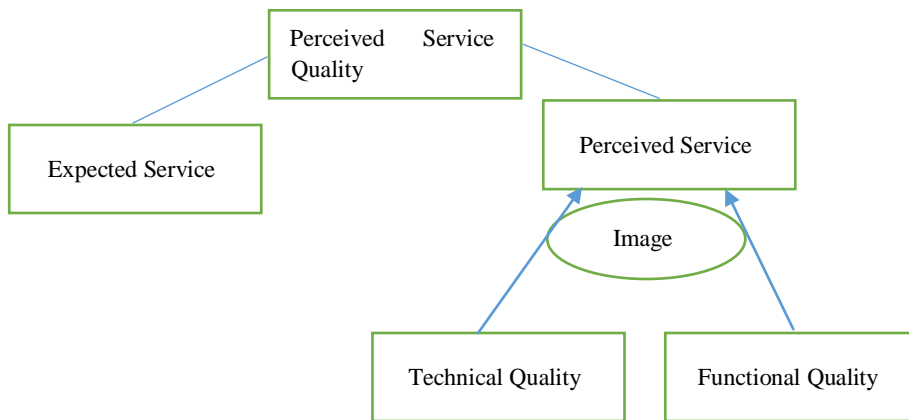 Perceived Service
Quality
Expected Service
Perceived Service
Image
Technical Quality
Functional Quality